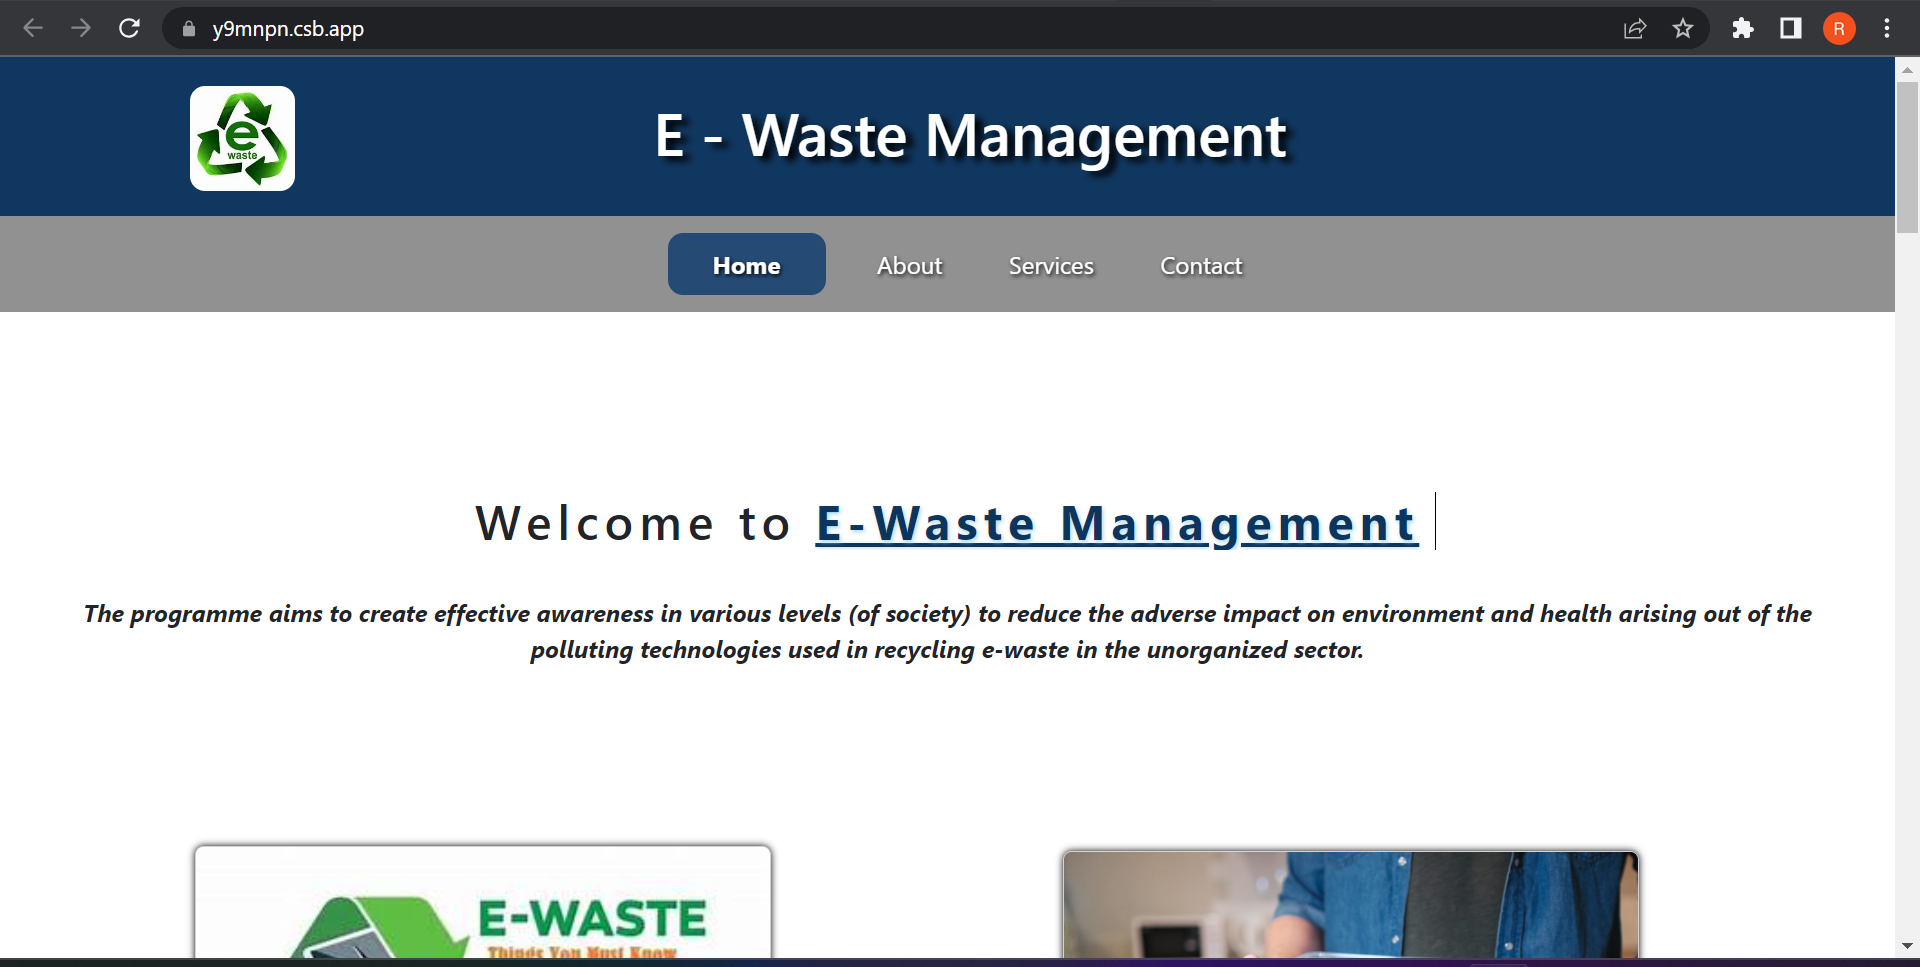 y9mnpn.csb.app
R
e
waste
E - Waste Management
Home About Services Contact
Welcome to E-Waste Management
The programme aims to create effective awareness in various levels (of society) to reduce the adverse impact on environment and health arising out of the
polluting technologies used in recycling e-waste in the unorganized sector.
E-WASTE
Things You Must Know